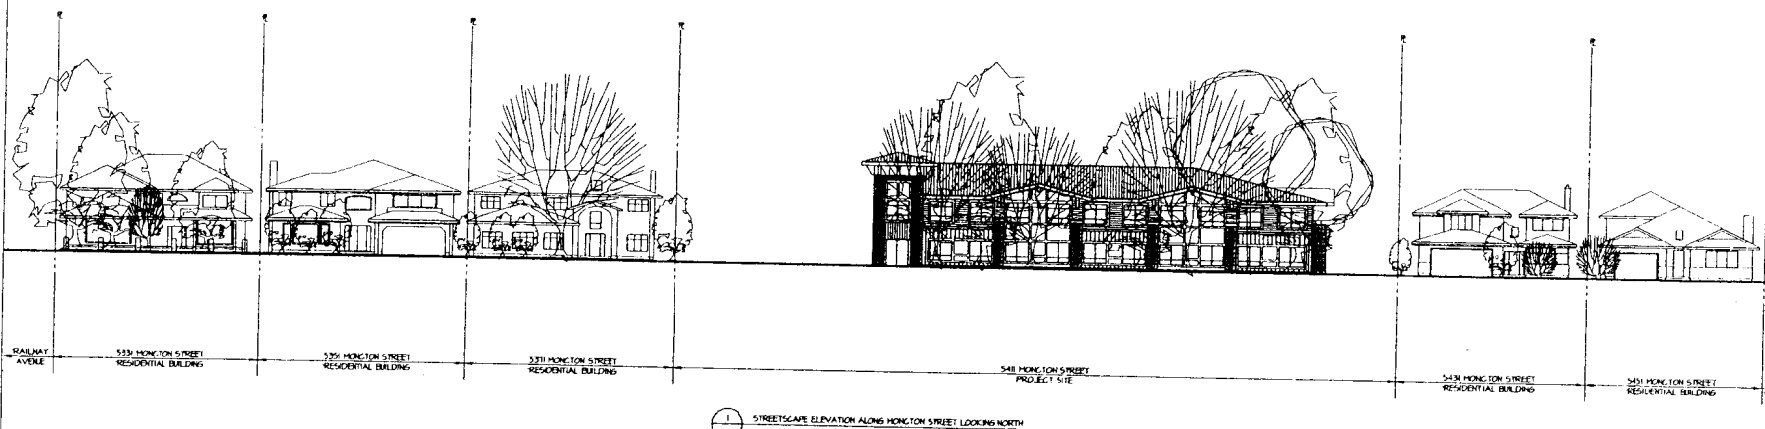 RAILWAY
AVENUE
5331 MONCTON STREET
RESIDENTIAL BUILDING
5351 MONCTON STREET
RESIDENTIAL BUILDING
5371 MONCTON STREET
RESIDENTIAL BUILDING
5411 MONCTON STREET
PROJECT SITE
5431 MONCTON STREET
RESIDENTIAL BUILDING
5451 MONCTON STREET
RESIDENTIAL BUILDING
1
STREETSCAPE ELEVATION ALONG MONCTON STREET LOOKING NORTH